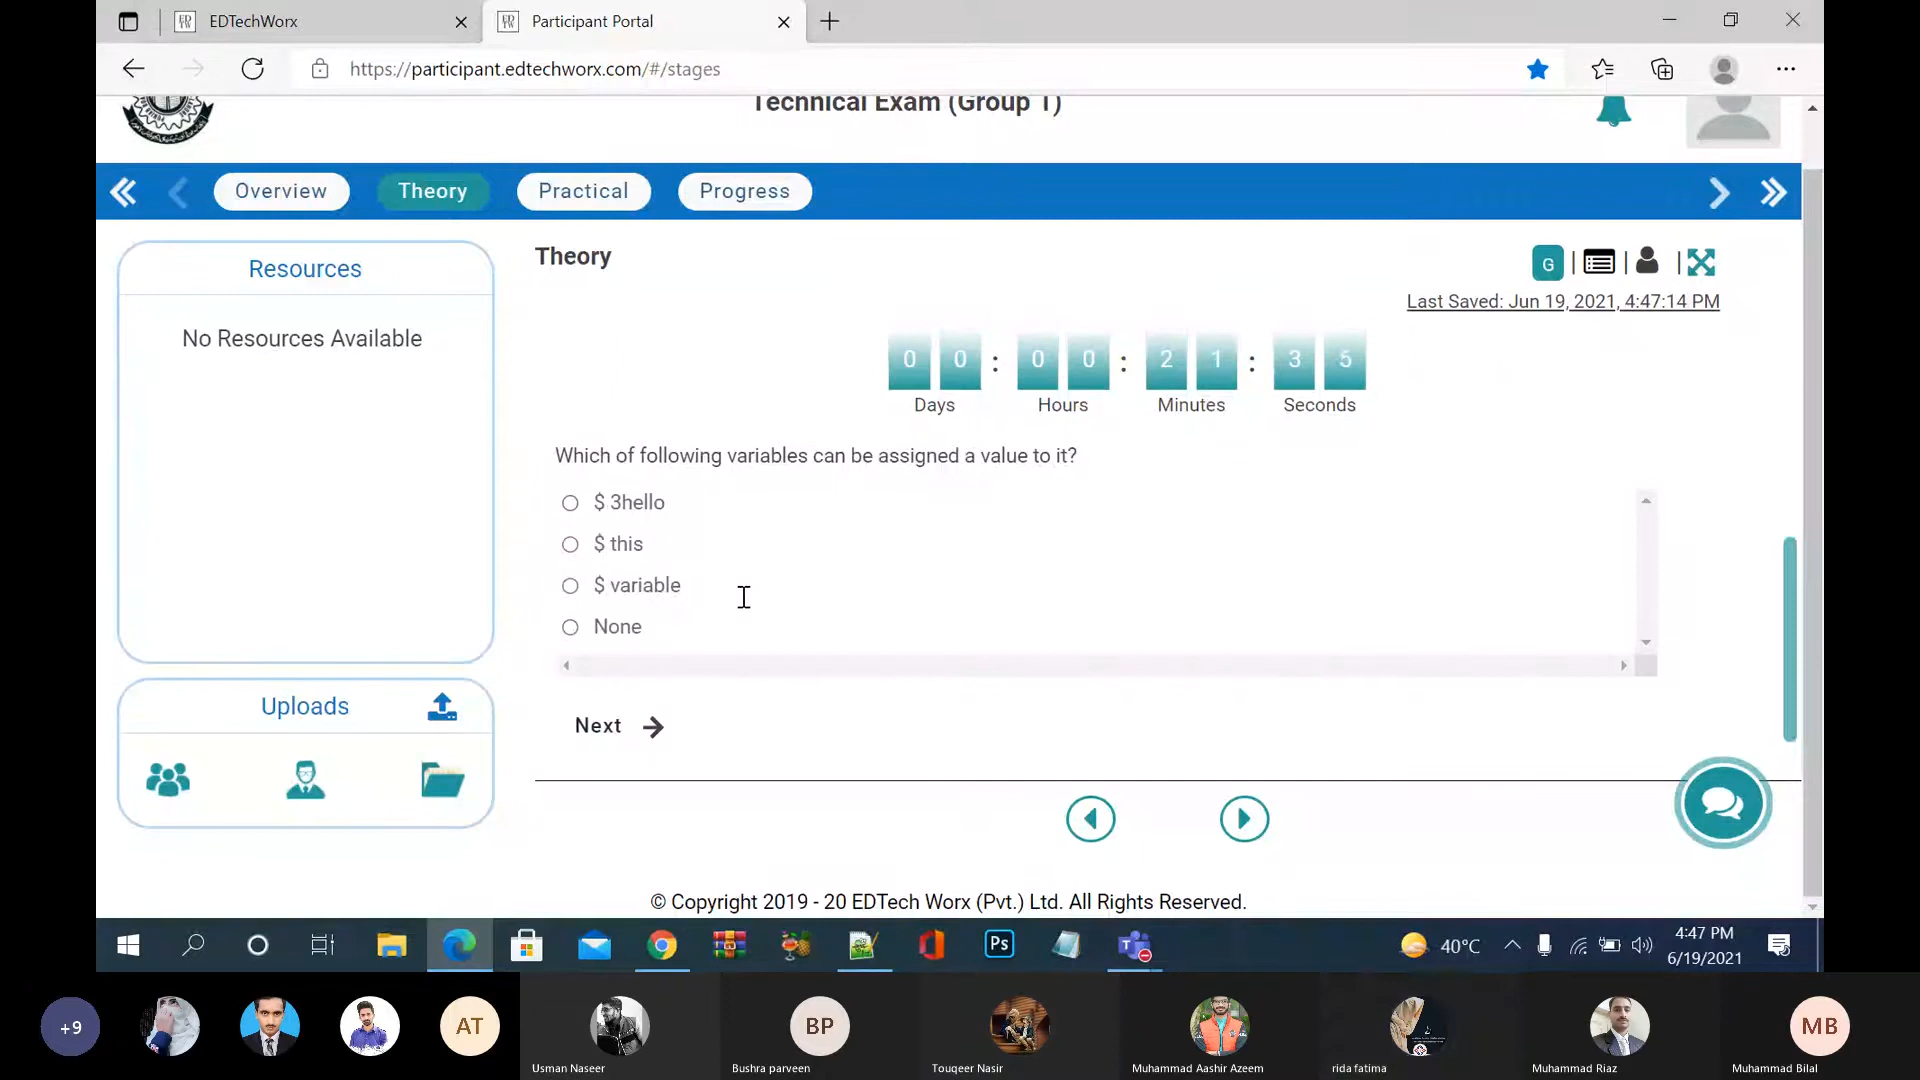 EDTechWorx
Participant Portal
https://participant.edtechworx.com/#/stages
Technical Exam (Group 1)
Overview
Theory
Practical
Progress
Resources
No Resources Available
Uploads
Theory
G
Last Saved: Jun 19, 2021, 4:47:14 PM
0 0 : 0 0 : 2 1 : 3 5
Days Hours Minutes Seconds
Which of following variables can be assigned a value to it?
$ 3hello
$ this
$ variable
None
Next
© Copyright 2019 - 20 EDTech Worx (Pvt.) Ltd. All Rights Reserved.
Ps
40°C
4:47 PM
6/19/2021
+9
AT
BP
MB
Usman Naseer
Bushra parveen
Touqeer Nasir
Muhammad Aashir Azeem
rida fatima
Muhammad Riaz
Muhammad Bilal